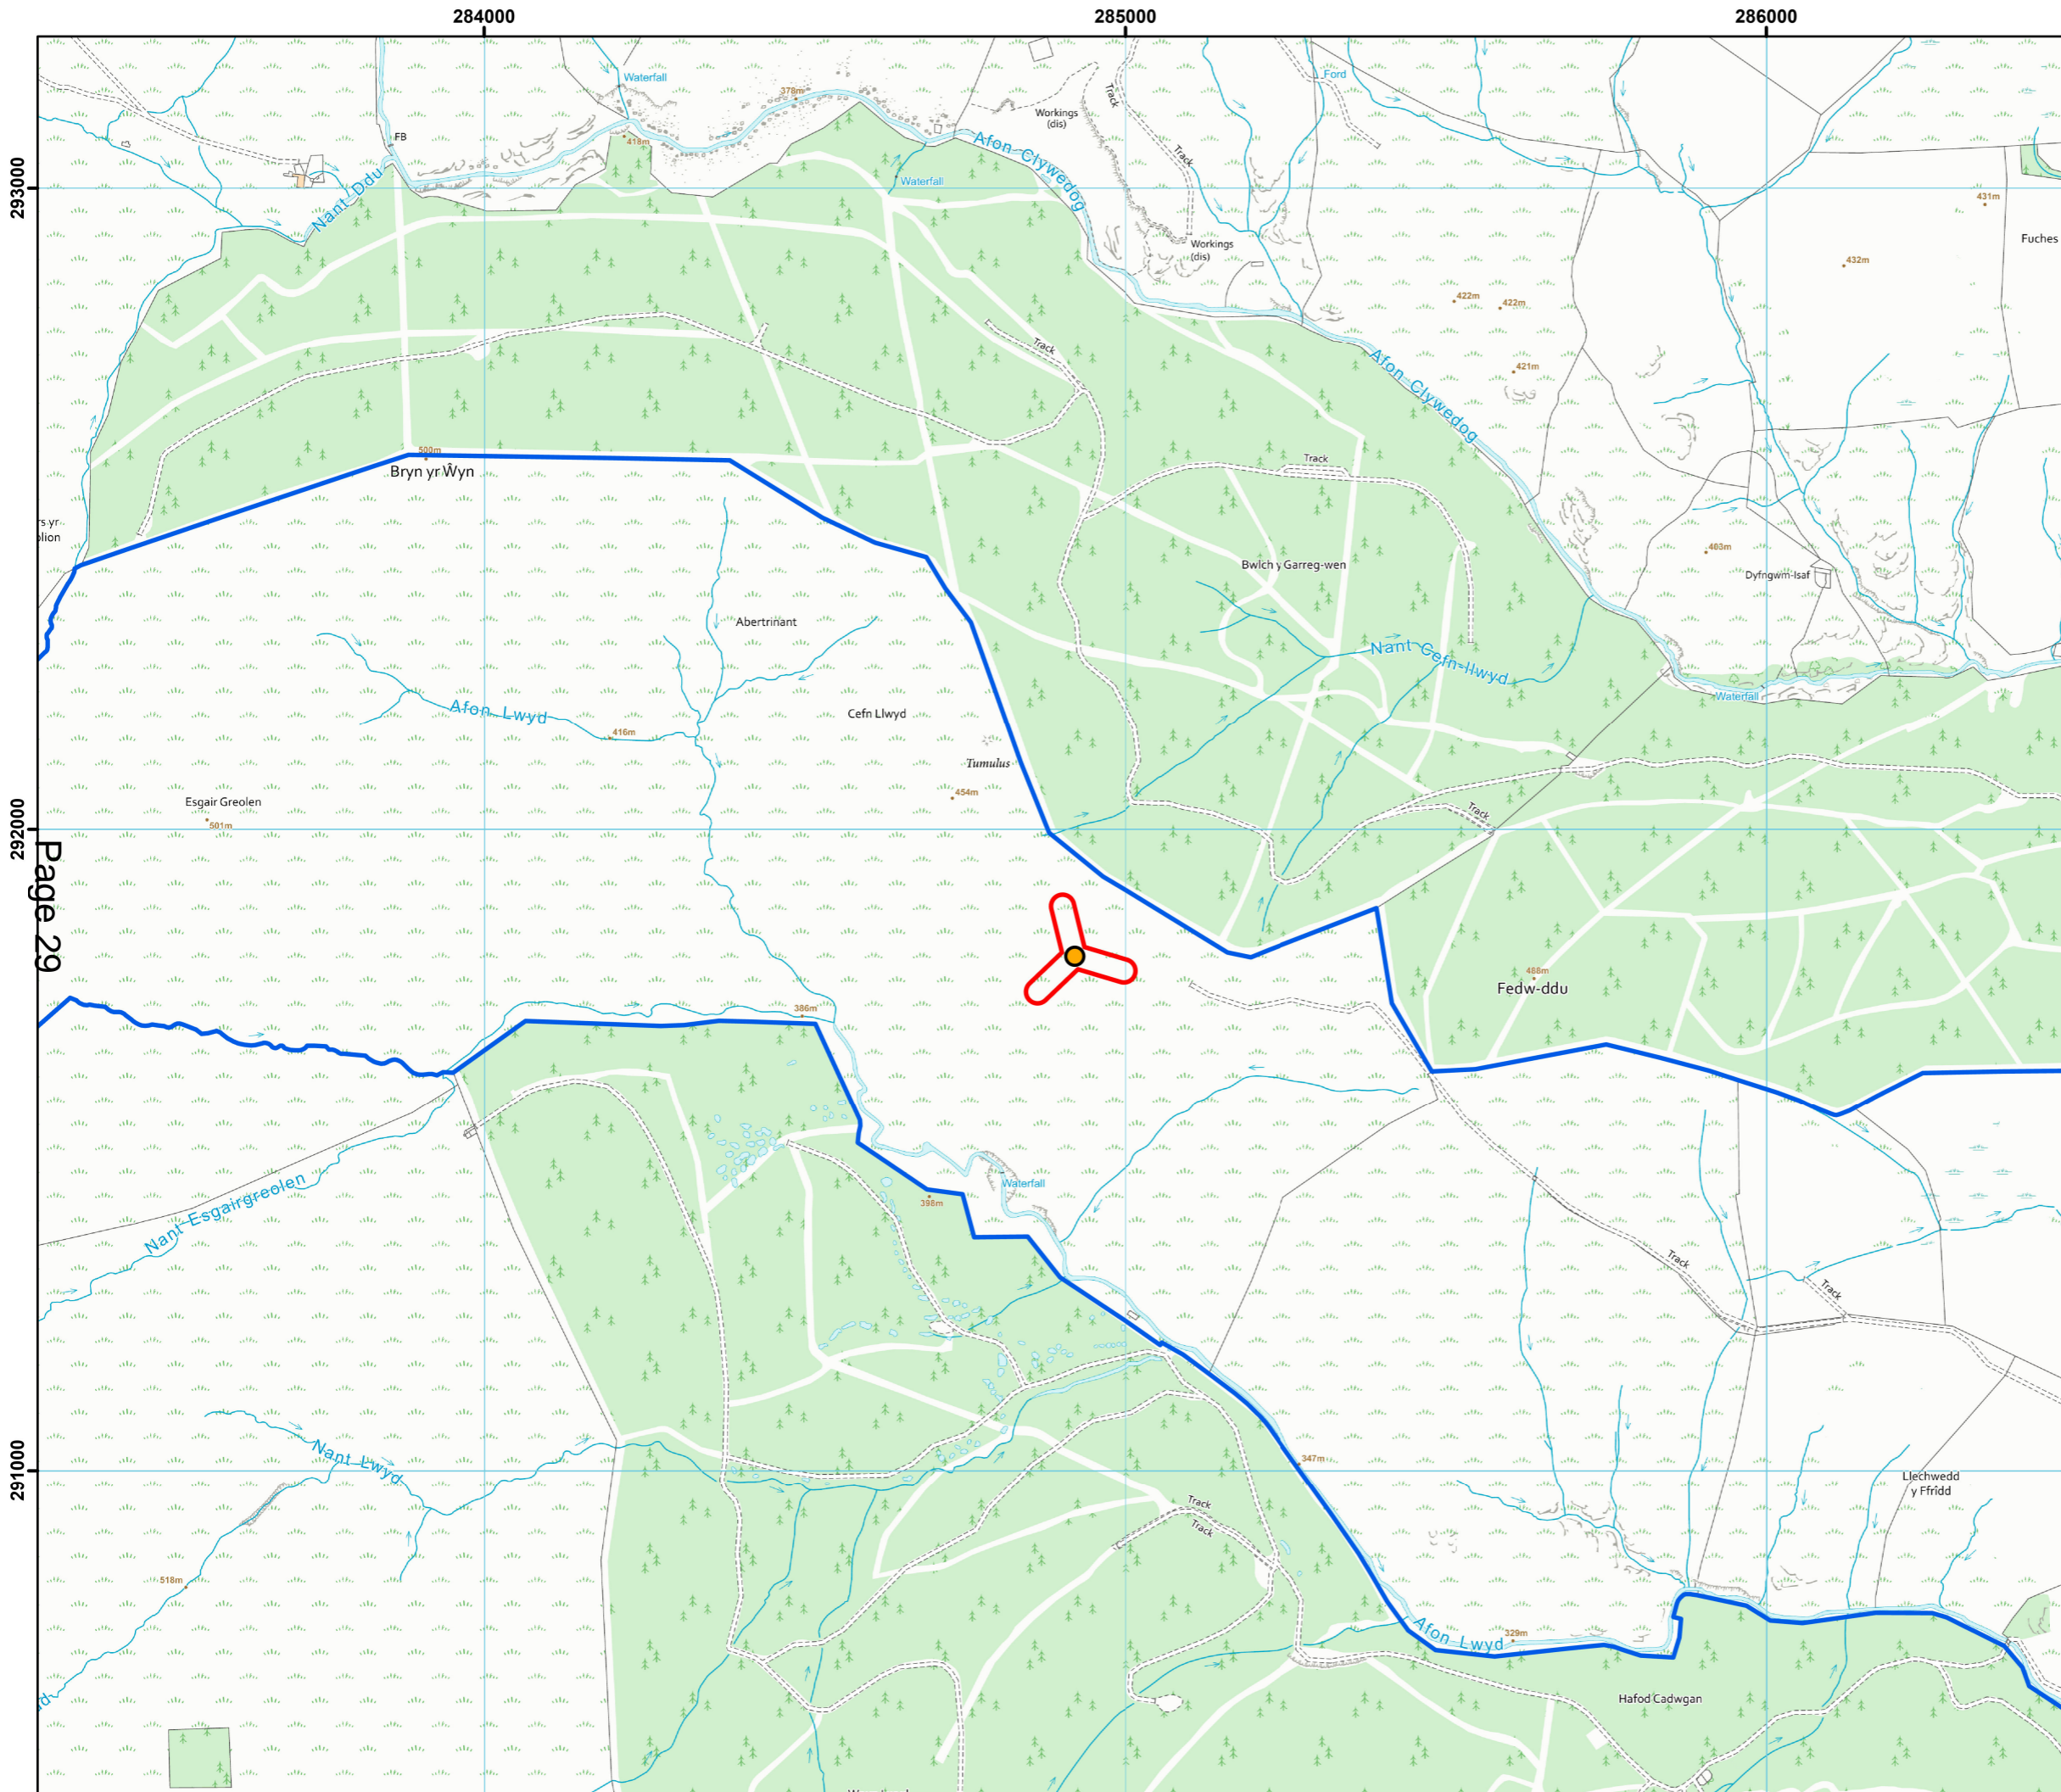 284000
285000
286000
293000
292000
291000
Page 29
Waterfall
378m
Ford
Workings
(dis)
Track
FB
418m
Afon Clywedog
Waterfall
Nant Ddu
Track
431m
Workings
(dis)
Fuches
432m
422m
422m
Track
Afon Clywedog
421m
500m
Bryn yr Ŵyn
Track
rs yr
olion
403m
Bwlch y Garreg-wen
Dyfngwm-Isaf
Abertrinant
Nant Cefn-llwyd
Afon Lwyd
Cefn Llwyd
Waterfall
416m
Tumulus
454m
Esgair Greolen
501m
Track
488m
Fedw-ddu
386m
Waterfall
398m
Nant Esgairgreolen
Track
Track
Nant Lwyd
347m
Llechwedd
y Ffrîdd
Track
Track
518m
Afon Lwyd
329m
Hafod Cadwgan